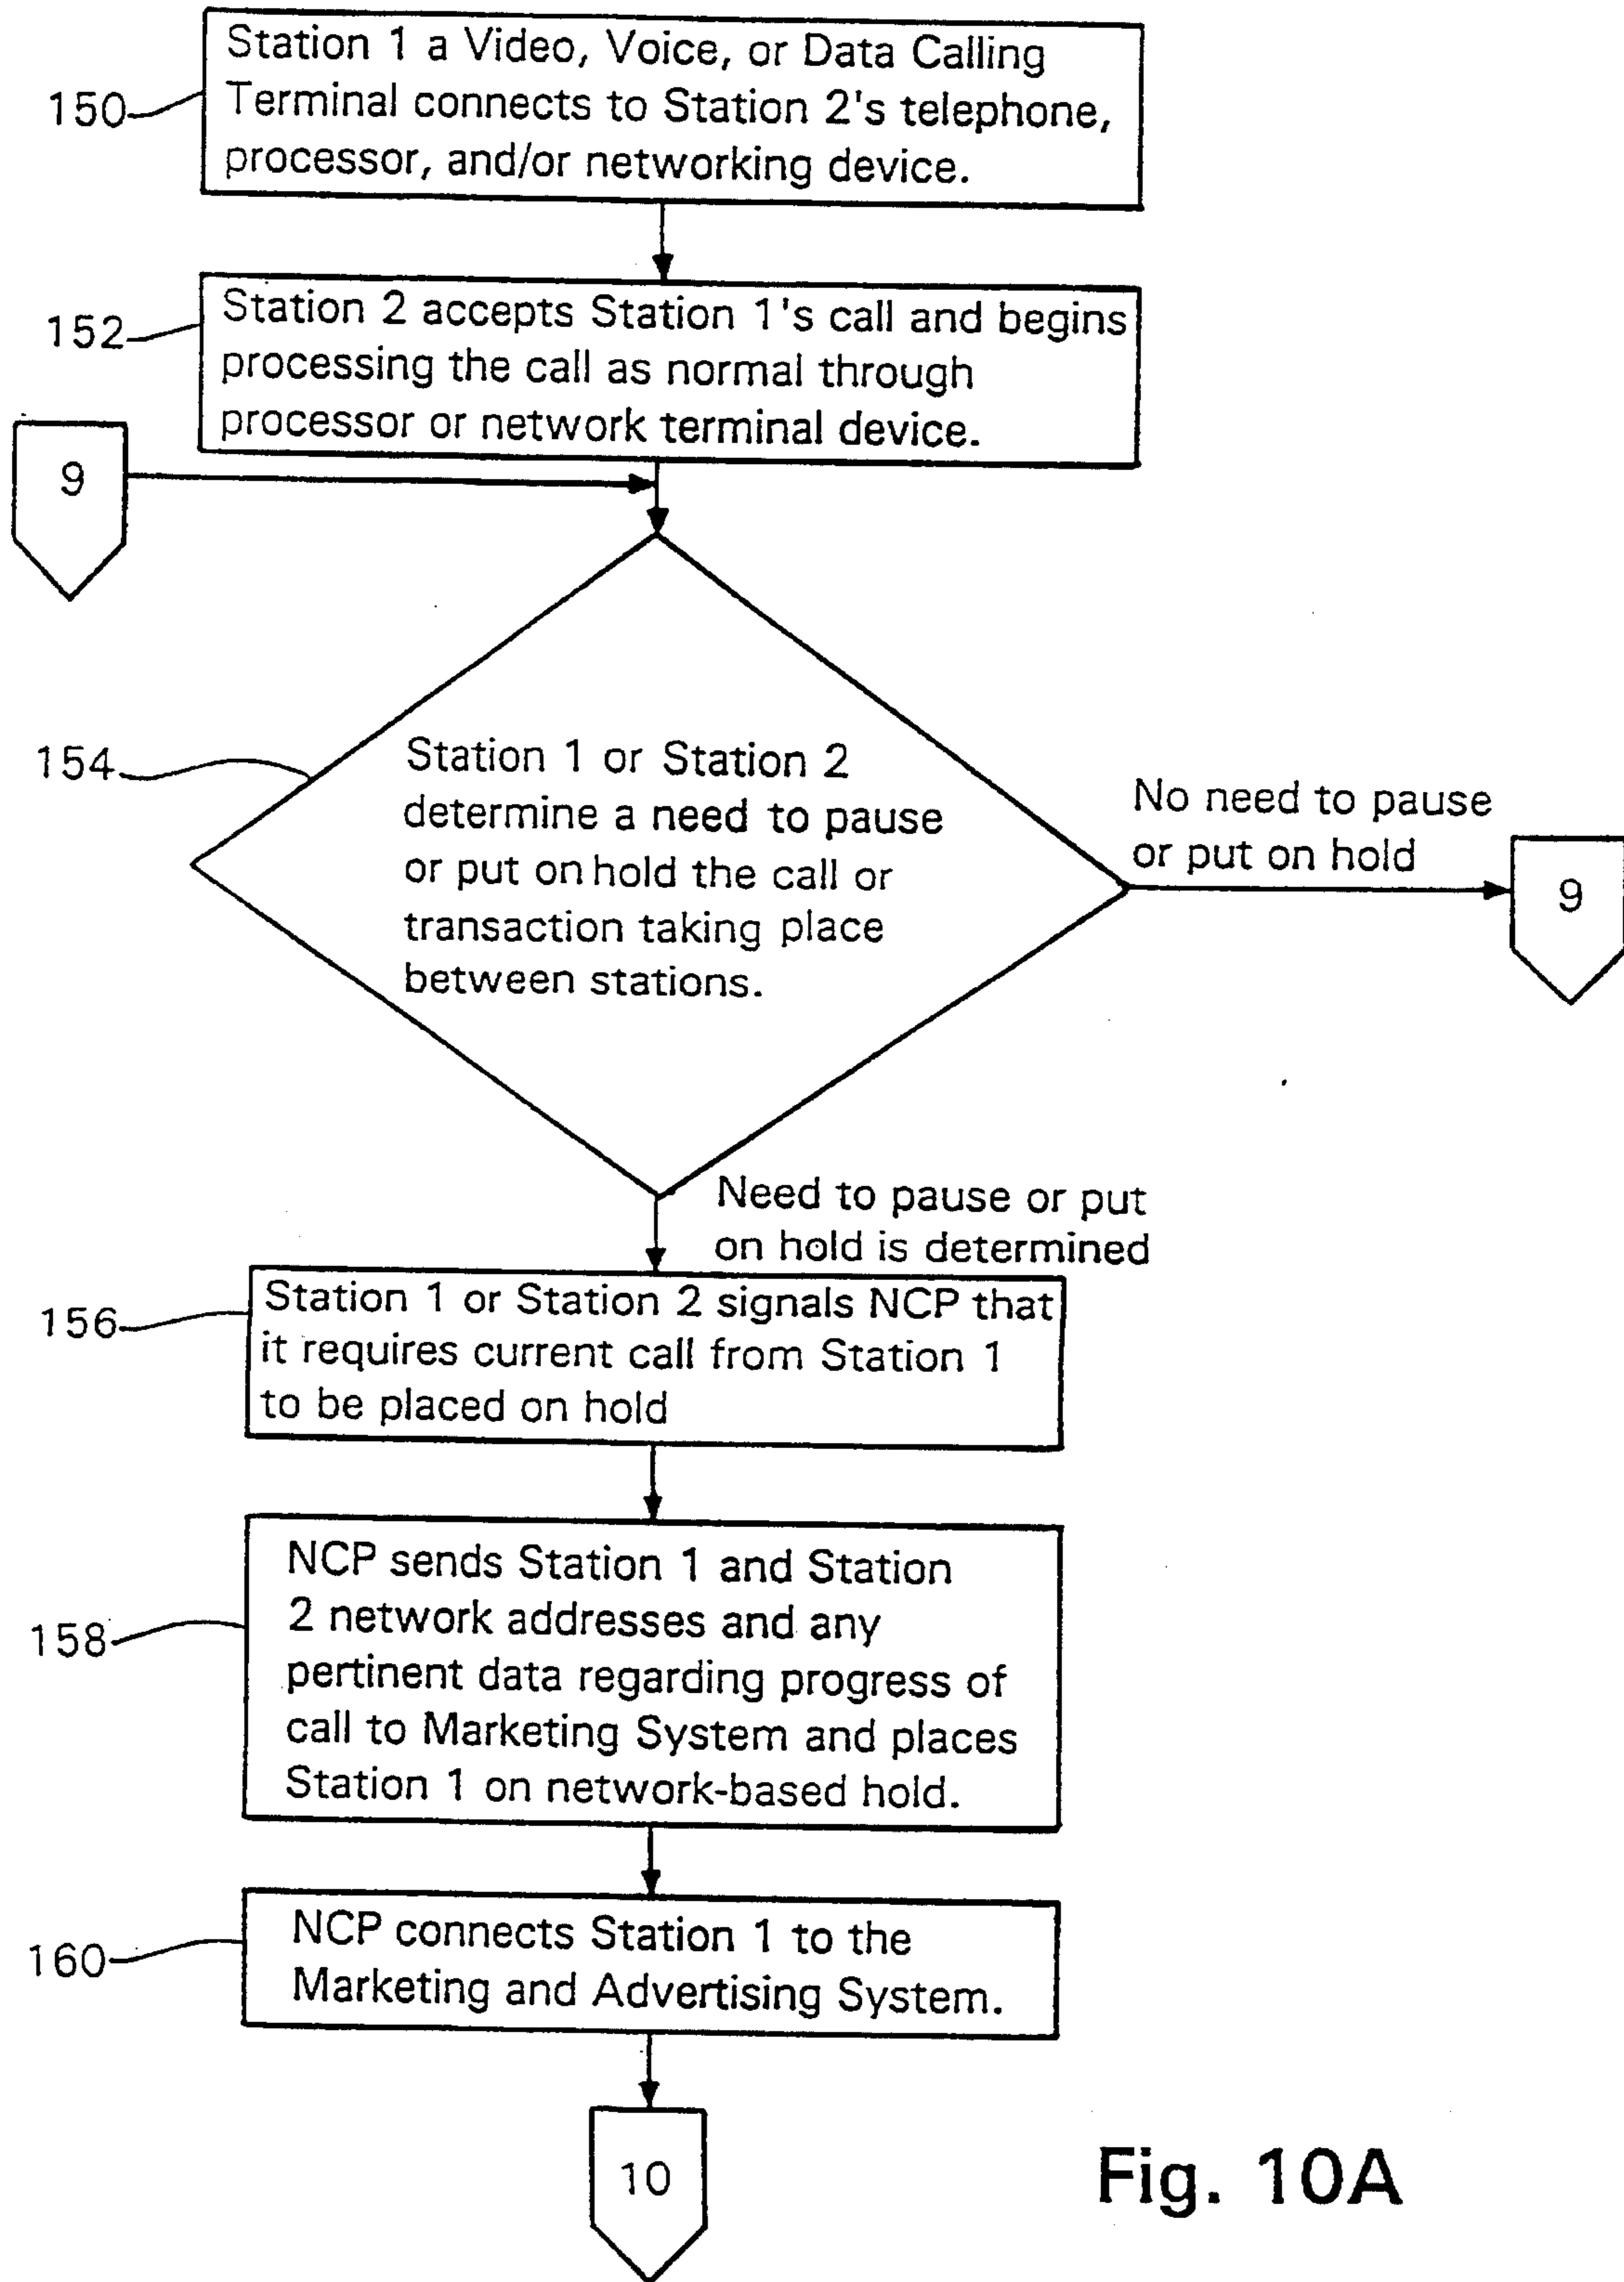 150
Station 1 a Video, Voice, or Data Calling
Terminal connects to Station 2's telephone,
processor, and/or networking device.
152
Station 2 accepts Station 1's call and begins
processing the call as normal through
processor or network terminal device.
9
154
Station 1 or Station 2
determine a need to pause
or put on hold the call or
transaction taking place
between stations.
No need to pause
or put on hold
9
Need to pause or put
on hold is determined
156
Station 1 or Station 2 signals NCP that
it requires current call from Station 1
to be placed on hold
158
NCP sends Station 1 and Station
2 network addresses and any
pertinent data regarding progress of
call to Marketing System and places
Station 1 on network-based hold.
160
NCP connects Station 1 to the
Marketing and Advertising System.
10
Fig. 10A